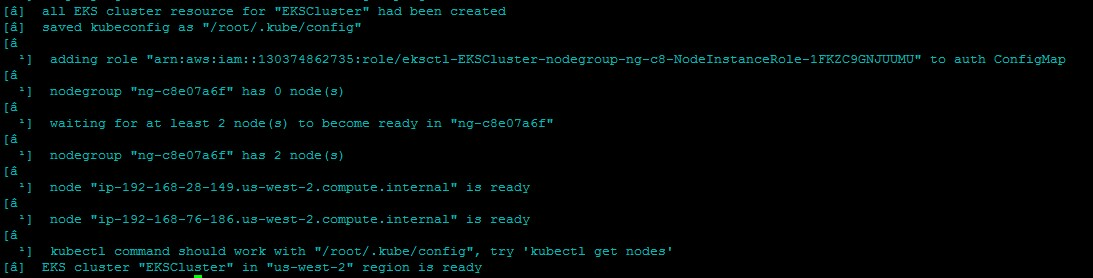 [â]  all EKS cluster resource for "EKSCluster" had been created
[â]  saved kubeconfig as "/root/.kube/config"
[â
  ¹]  adding role "arn:aws:iam::130374862735:role/eksctl-EKSCluster-nodegroup-ng-c8-NodeInstanceRole-1FKZC9GNJUUMU" to auth ConfigMap
[â
  ¹]  nodegroup "ng-c8e07a6f" has 0 node(s)
[â
  ¹]  waiting for at least 2 node(s) to become ready in "ng-c8e07a6f"
[â
  ¹]  nodegroup "ng-c8e07a6f" has 2 node(s)
[â
  ¹]  node "ip-192-168-28-149.us-west-2.compute.internal" is ready
[â
  ¹]  node "ip-192-168-76-186.us-west-2.compute.internal" is ready
[â
  ¹]  kubectl command should work with "/root/.kube/config", try 'kubectl get nodes'
[â]  EKS cluster "EKSCluster" in "us-west-2" region is ready